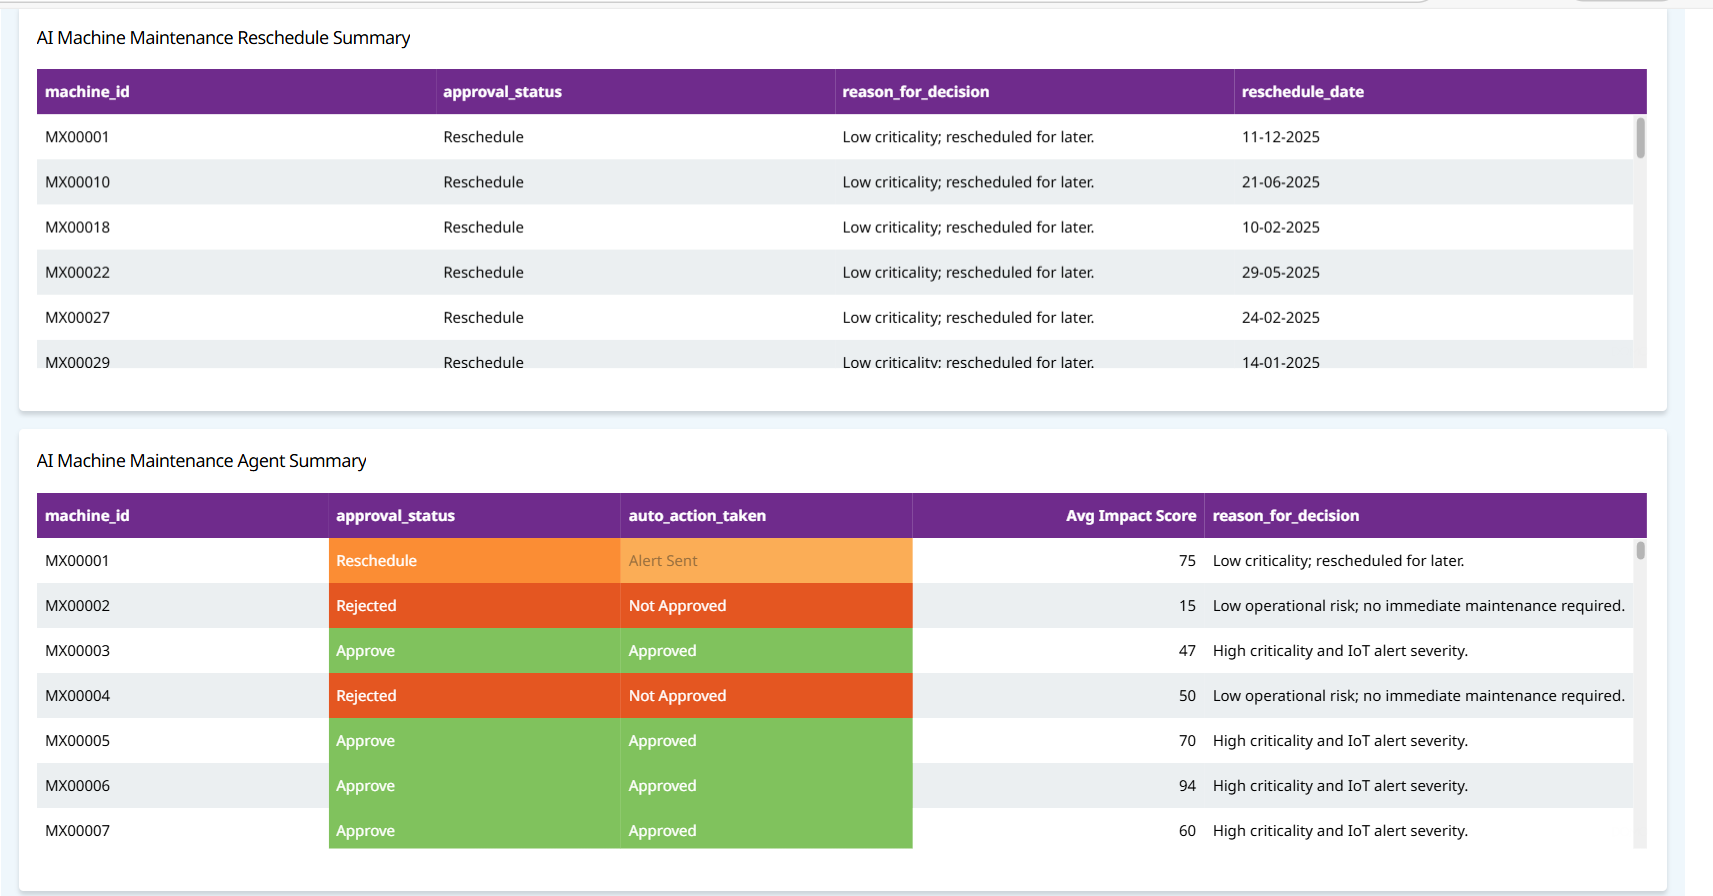 AI Machine Maintenance Reschedule Summary
machine_id approval_status reason_for_decision reschedule_date
MX00001 Reschedule Low criticality; rescheduled for later. 11-12-2025
MX00010 Reschedule Low criticality; rescheduled for later. 21-06-2025
MX00018 Reschedule Low criticality; rescheduled for later. 10-02-2025
MX00022 Reschedule Low criticality; rescheduled for later. 29-05-2025
MX00027 Reschedule Low criticality; rescheduled for later. 24-02-2025
MX00029 Reschedule Low criticality; rescheduled for later. 14-01-2025
AI Machine Maintenance Agent Summary
machine_id approval_status auto_action_taken Avg Impact Score reason_for_decision
MX00001 Reschedule Alert Sent 75 Low criticality; rescheduled for later.
MX00002 Rejected Not Approved 15 Low operational risk; no immediate maintenance required.
MX00003 Approve Approved 47 High criticality and IoT alert severity.
MX00004 Rejected Not Approved 50 Low operational risk; no immediate maintenance required.
MX00005 Approve Approved 70 High criticality and IoT alert severity.
MX00006 Approve Approved 94 High criticality and IoT alert severity.
MX00007 Approve Approved 60 High criticality and IoT alert severity.